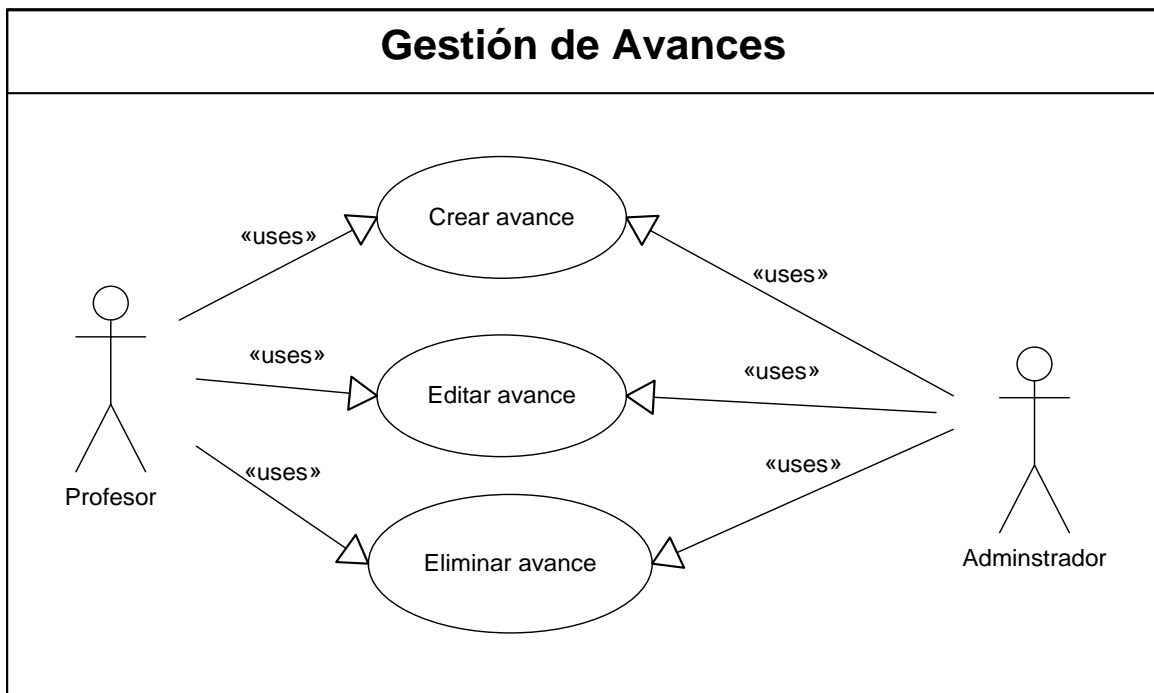 Gestión de Avances
Crear avance
«uses»
«uses»
«uses»
Editar avance
«uses»
«uses»
«uses»
Profesor
Eliminar avance
Adminstrador